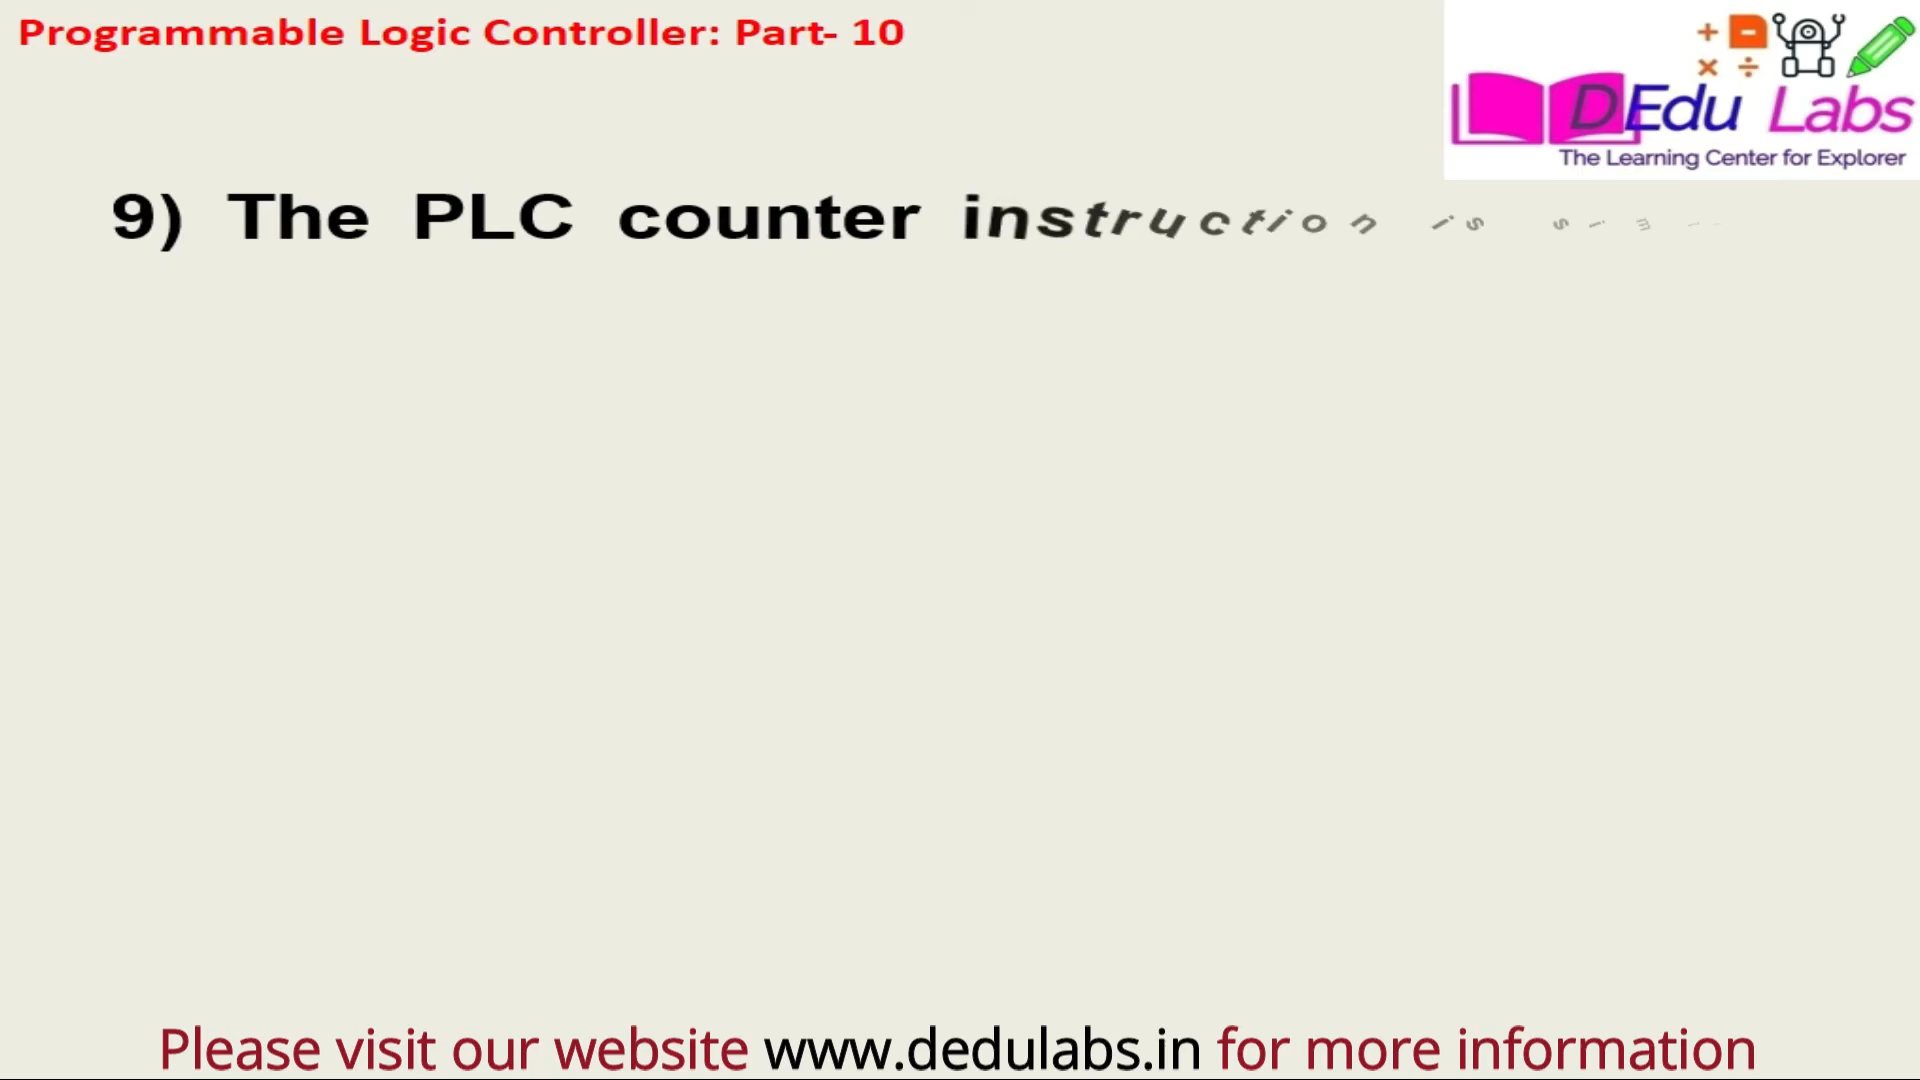 Programmable Logic Controller: Part- 10
DEdu Labs
The Learning Center for Explorer
9) The PLC counter instruction is
Please visit our website www.dedulabs.in for more information